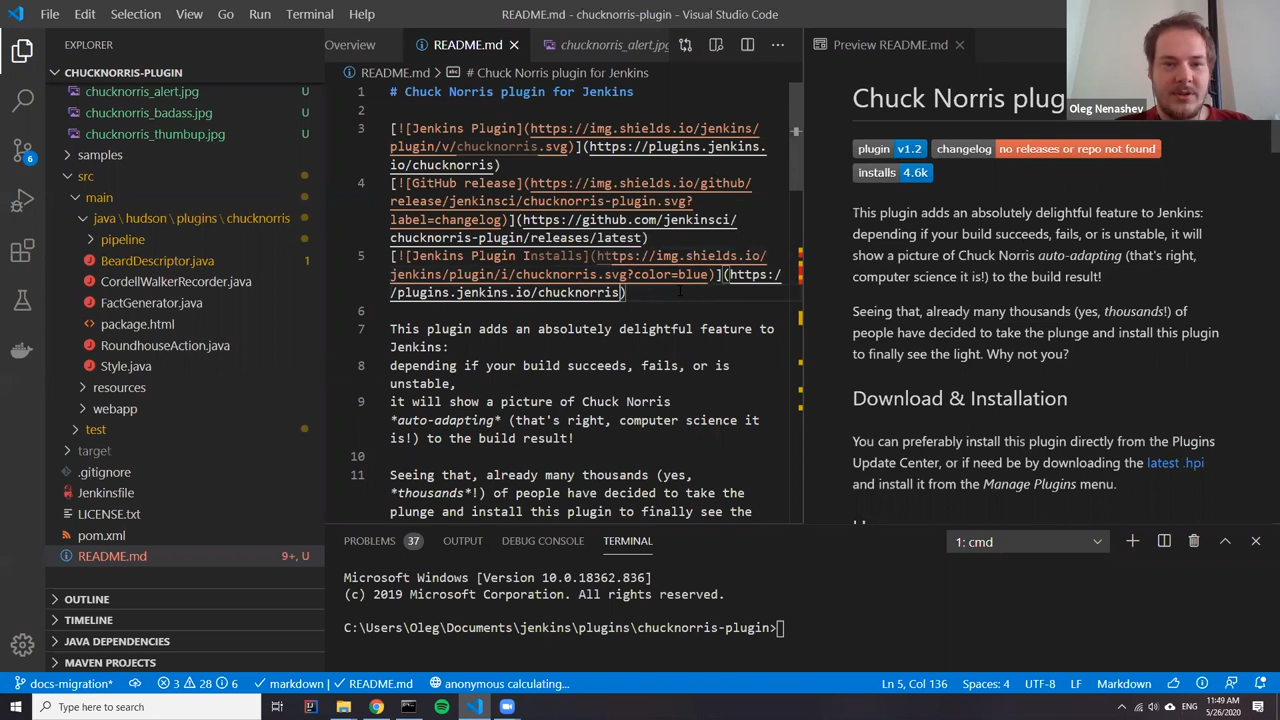 File Edit Selection View Go Run Terminal Help README.md - chucknorris-plugin - Visual Studio Code
EXPLORER
CHUCKNORRIS-PLUGIN
chucknorris_alert.jpg U
chucknorris_badass.jpg U
chucknorris_thumbup.jpg U
samples
src
main
java \ hudson \ plugins \ chucknorris
pipeline
BeardDirector.java
CordellWalkerRecorder.java
FactGenerator.java
package.html
RoundhouseAction.java
Style.java
resources
webapp
test
target
.gitignore
Jenkinsfile
LICENSE.txt
pom.xml
README.md 9+, U
OUTLINE
TIMELINE
JAVA DEPENDENCIES
MAVEN PROJECTS
Overview README.md chucknorris_alert.jpg
README.md > # Chuck Norris plugin for Jenkins
1 # Chuck Norris plugin for Jenkins
2
3 [![Jenkins Plugin](https://img.shields.io/jenkins/
plugin/v/chucknorris.svg)](https://plugins.jenkins.
io/chucknorris)
4 [![GitHub release](https://img.shields.io/github/
release/jenkinsci/chucknorris-plugin.svg?
label=changelog)](https://github.com/jenkinsci/
chucknorris-plugin/releases/latest)
5 [![Jenkins Plugin Installs](https://img.shields.io/
jenkins/plugin/i/chucknorris.svg?color=blue)](https:/
/plugins.jenkins.io/chucknorris)
6
7 This plugin adds an absolutely delightful feature to
Jenkins:
8 depending if your build succeeds, fails, or is
unstable,
9 it will show a picture of Chuck Norris
*auto-adapting* (that's right, computer science it
is!) to the build result!
10
11 Seeing that, already many thousands (yes,
*thousands*!) of people have decided to take the
plunge and install this plugin to finally see the
Preview README.md
Oleg Nenashev
Chuck Norris plug
plugin v1.2 changelog no releases or repo not found
installs 4.6k
This plugin adds an absolutely delightful feature to Jenkins:
depending if your build succeeds, fails, or is unstable, it will
show a picture of Chuck Norris auto-adapting (that's right,
computer science it is!) to the build result!
Seeing that, already many thousands (yes, thousands!) of
people have decided to take the plunge and install this plugin
to finally see the light. Why not you?
Download & Installation
You can preferably install this plugin directly from the Plugins
Update Center, or if need be by downloading the latest .hpi
and install it from the Manage Plugins menu.
PROBLEMS 37 OUTPUT DEBUG CONSOLE TERMINAL 1: cmd
Microsoft Windows [Version 10.0.18362.836]
(c) 2019 Microsoft Corporation. All rights reserved.
C:\Users\Oleg\Documents\jenkins\plugins\chucknorris-plugin>
6
docs-migration* 3 28 6 markdown | README.md anonymous calculating... Ln 5, Col 136 Spaces: 4 UTF-8 LF Markdown
Type here to search
ENG 11:49 AM
5/26/2020